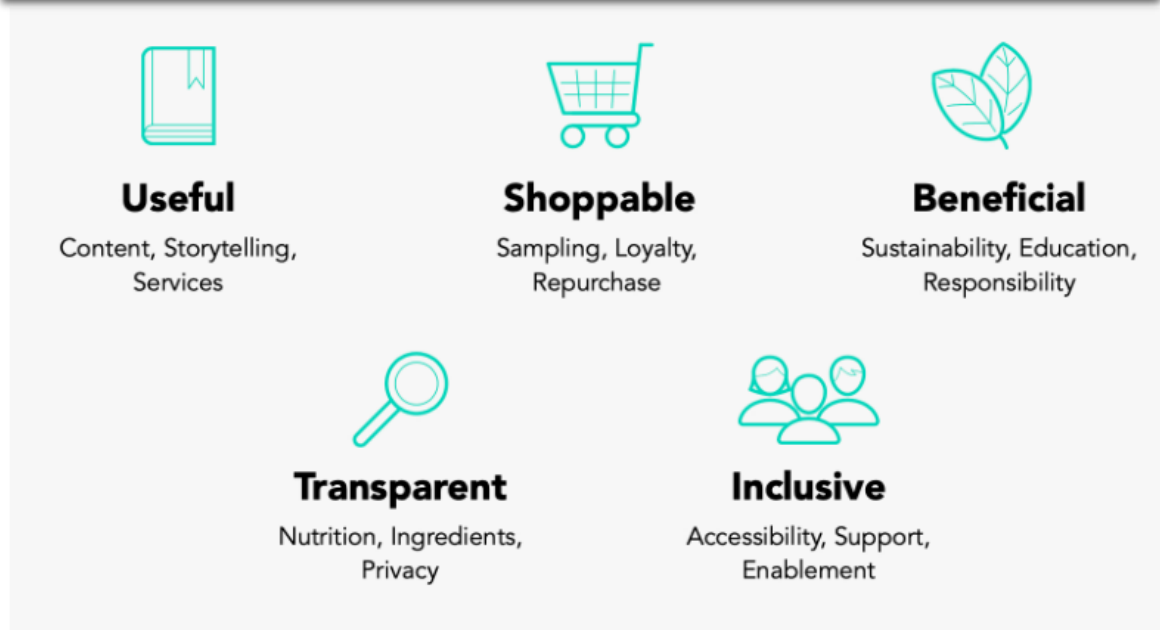 Useful
Content, Storytelling,
Services
Shoppable
Sampling, Loyalty,
Repurchase
Beneficial
Sustainability, Education,
Responsibility
Transparent
Nutrition, Ingredients,
Privacy
Inclusive
Accessibility, Support,
Enablement